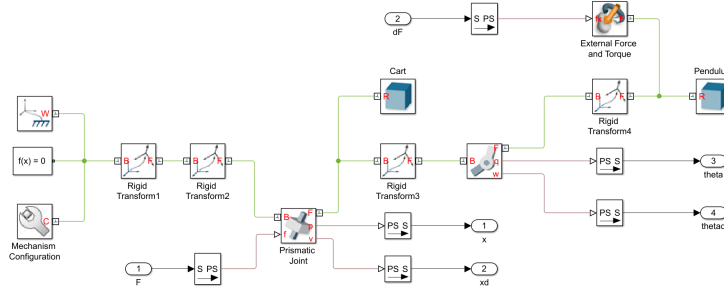 2
dF
S PS
fx
F
External Force
and Torque
Cart
R
Pendulu
R
B
F
Rigid
Transform4
W
f(x) = 0
B
F
Rigid
Transform1
B
F
Rigid
Transform2
B
F
Rigid
Transform3
B
F
q
w
PS S
3
theta
C
Mechanism
Configuration
B
f
F
p
v
Prismatic
Joint
PS S
1
x
PS S
4
thetad
1
F
S PS
PS S
2
xd